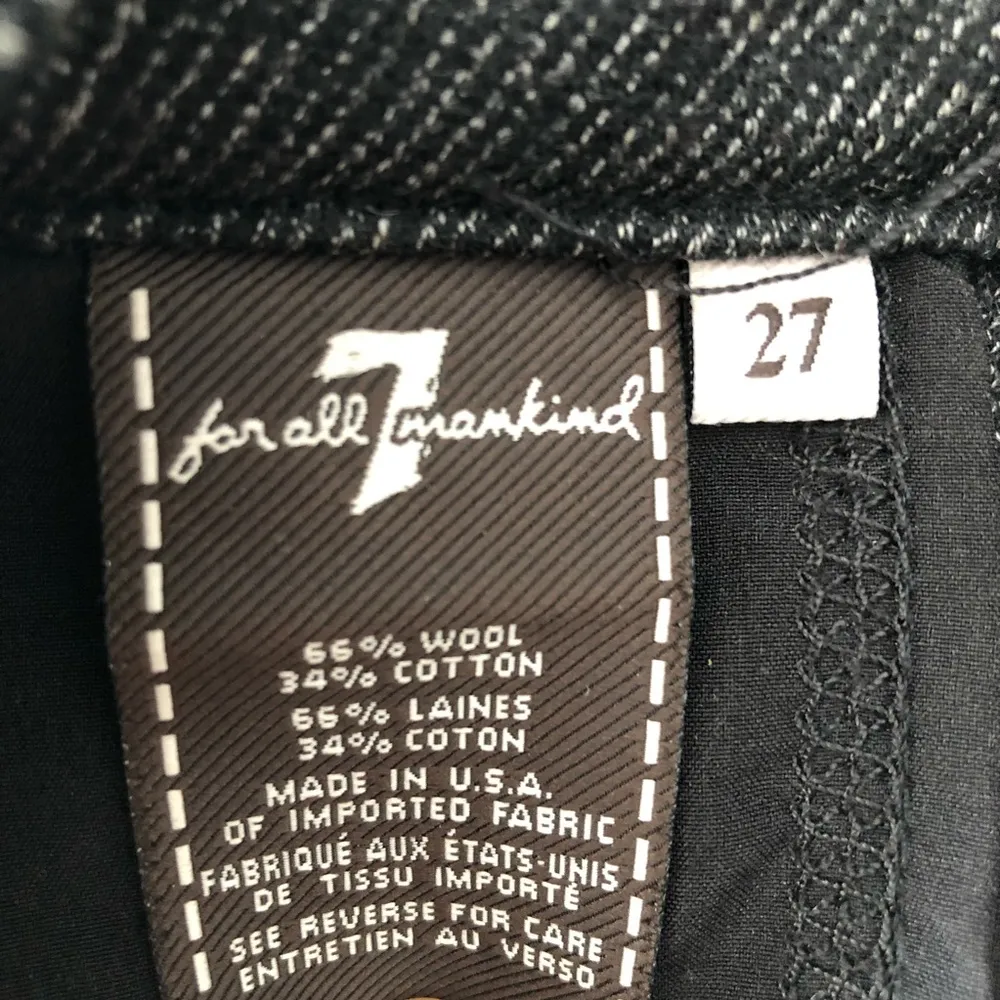 7
for all mankind
27
66% WOOL
34% COTTON
66% LAINES
34% COTON
MADE IN U.S.A.
OF IMPORTED FABRIC
FABRIQUÉ AUX ÉTATS-UNIS
DE TISSU IMPORTÉ
SEE REVERSE FOR CARE
ENTRETIEN AU VERSO